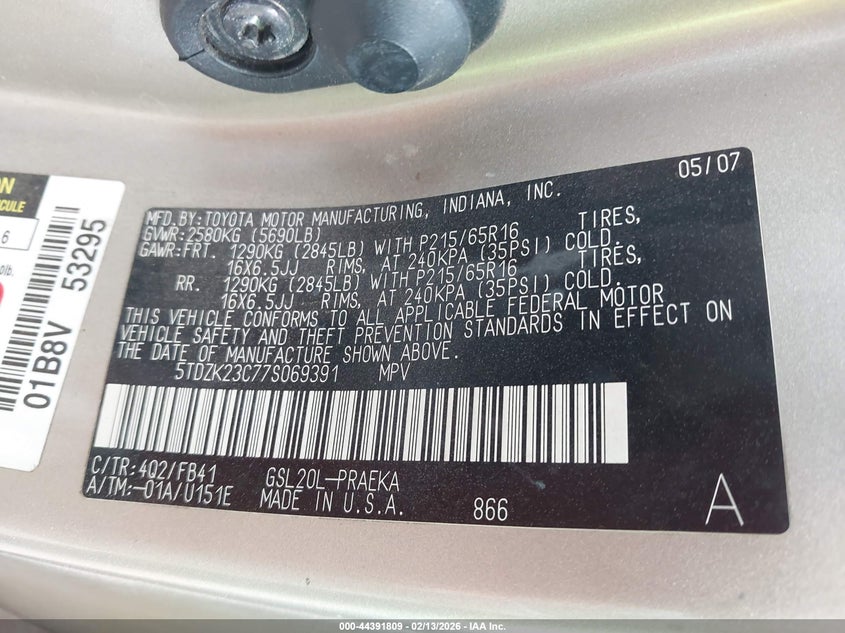 05/07
MFD.BY:TOYOTA MOTOR MANUFACTURING, INDIANA, INC.
GVWR:2580KG (5690LB)
GAWR:FRT. 1290KG (2845LB) WITH P215/65R16 TIRES,
16X6.5JJ RIMS, AT 240KPA (35PSI) COLD.
RR. 1290KG (2845LB) WITH P215/65R16 TIRES,
16X6.5JJ RIMS, AT 240KPA (35PSI) COLD.
THIS VEHICLE CONFORMS TO ALL APPLICABLE FEDERAL MOTOR
VEHICLE SAFETY AND THEFT PREVENTION STANDARDS IN EFFECT ON
THE DATE OF MANUFACTURE SHOWN ABOVE.
5TDZK23C77S069391 MPV
C/TR:4Q2/FB41 GSL20L-PRAEKA
A/TM:-01A/U151E MADE IN U.S.A. 866 A
01B8V 53295
000-44391809 - 02/13/2026 - IAA Inc.